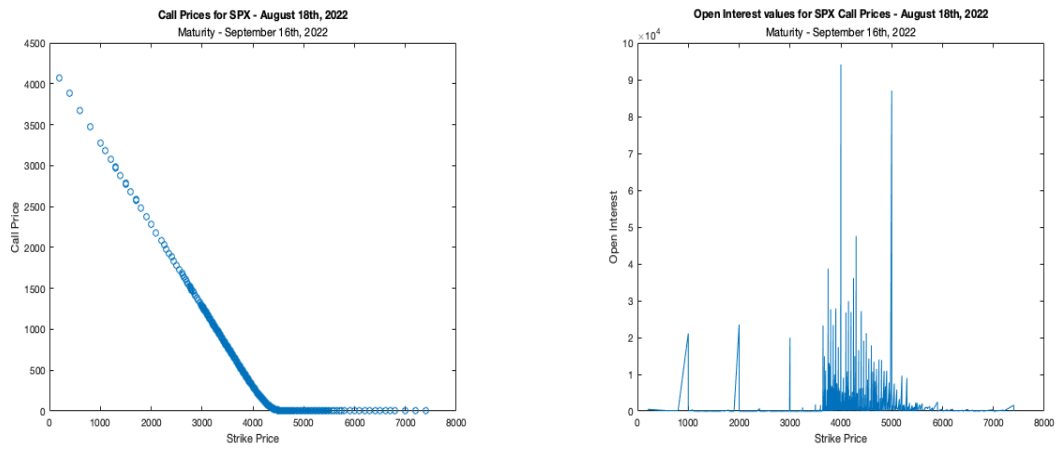 Call Prices for SPX - August 18th, 2022
Maturity - September 16th, 2022
4500
4000
3500
3000
2500
2000
1500
1000
500
0
Call Price
0 1000 2000 3000 4000 5000 6000 7000 8000
Strike Price
Open Interest values for SPX Call Prices - August 18th, 2022
Maturity - September 16th, 2022
×10⁴
10
9
8
7
6
5
4
3
2
1
0
Open Interest
0 1000 2000 3000 4000 5000 6000 7000 8000
Strike Price